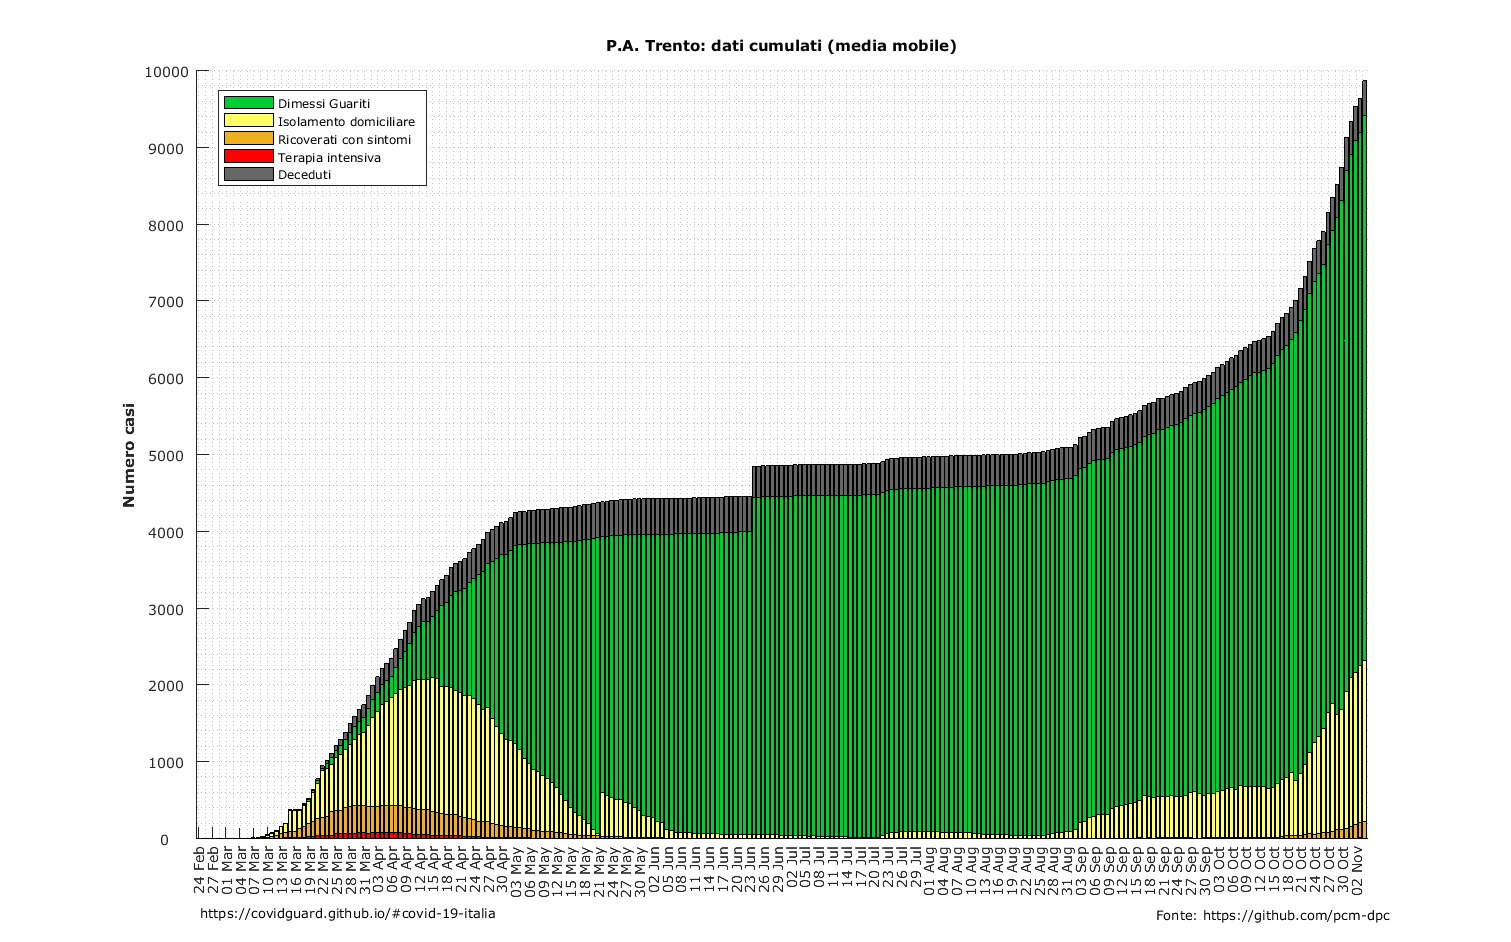 P.A. Trento: dati cumulati (media mobile)
10000
9000
8000
7000
6000
5000
4000
3000
2000
1000
0
Numero casi
Dimessi Guariti
Isolamento domiciliare
Ricoverati con sintomi
Terapia intensiva
Deceduti
24 Feb
27 Feb
01 Mar
04 Mar
07 Mar
10 Mar
13 Mar
16 Mar
19 Mar
22 Mar
25 Mar
28 Mar
31 Mar
03 Apr
06 Apr
09 Apr
12 Apr
15 Apr
18 Apr
21 Apr
24 Apr
27 Apr
30 Apr
03 May
06 May
09 May
12 May
15 May
18 May
21 May
24 May
27 May
30 May
02 Jun
05 Jun
08 Jun
11 Jun
14 Jun
17 Jun
20 Jun
23 Jun
26 Jun
29 Jun
02 Jul
05 Jul
08 Jul
11 Jul
14 Jul
17 Jul
20 Jul
23 Jul
26 Jul
29 Jul
01 Aug
04 Aug
07 Aug
10 Aug
13 Aug
16 Aug
19 Aug
22 Aug
25 Aug
28 Aug
31 Aug
03 Sep
06 Sep
09 Sep
12 Sep
15 Sep
18 Sep
21 Sep
24 Sep
27 Sep
30 Sep
03 Oct
06 Oct
09 Oct
12 Oct
15 Oct
18 Oct
21 Oct
24 Oct
27 Oct
30 Oct
02 Nov
https://covidguard.github.io/#covid-19-italia
Fonte: https://github.com/pcm-dpc